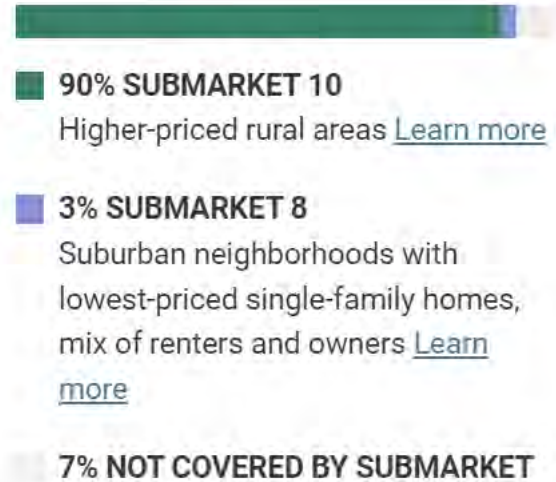 90% SUBMARKET 10
Higher-priced rural areas Learn more
3% SUBMARKET 8
Suburban neighborhoods with
lowest-priced single-family homes,
mix of renters and owners Learn
more
7% NOT COVERED BY SUBMARKET